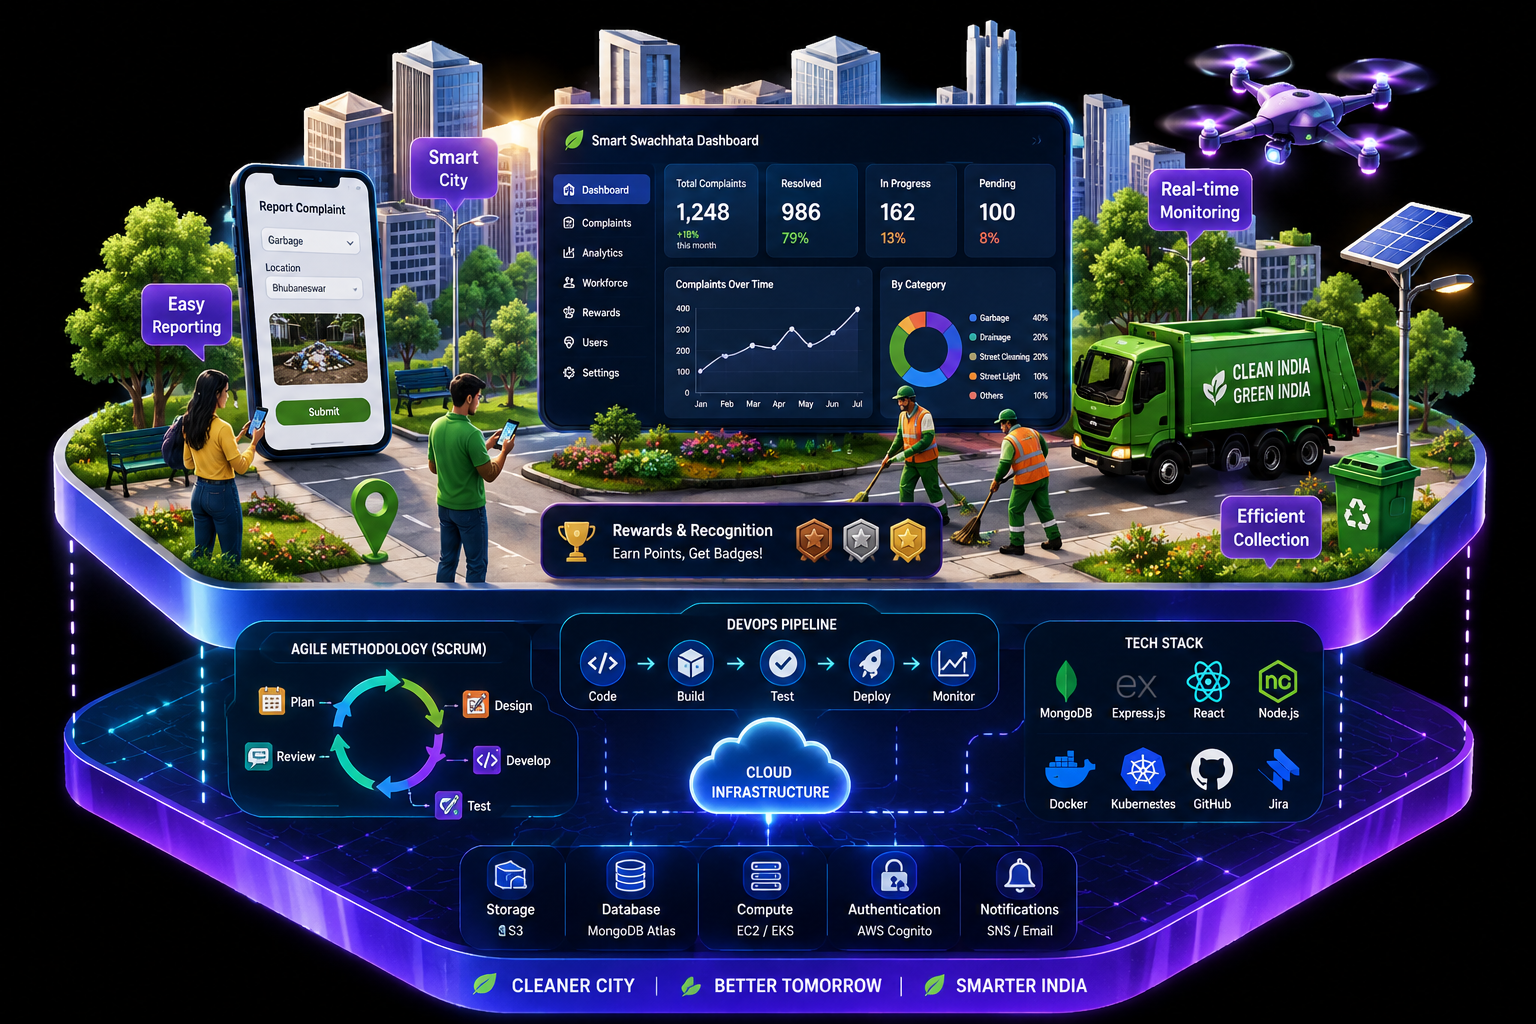 Smart Swachhata Dashboard
Smart
City
Report Complaint
Garbage
Location
Bhubaneswar
Submit
Easy
Reporting
Dashboard
Complaints
Analytics
Workforce
Rewards
Users
Settings
Total Complaints
1,248
+18%
this month
Resolved
986
79%
In Progress
162
13%
Pending
100
8%
Complaints Over Time
400
200
200
100
0
Jan Feb Mar Apr May Jun Jul
By Category
Garbage 40%
Drainage 20%
Street Cleaning 20%
Street Light 10%
Others 10%
Real-time
Monitoring
CLEAN INDIA
GREEN INDIA
Efficient
Collection
Rewards & Recognition
Earn Points, Get Badges!
AGILE METHODOLOGY (SCRUM)
Plan
Design
Review
Develop
Test
DEVOPS PIPELINE
Code Build Test Deploy Monitor
CLOUD
INFRASTRUCTURE
TECH STACK
ex
nc
MongoDB Express.js React Node.js
Docker Kubernestes GitHub Jira
Storage
S3
Database
MongoDB Atlas
Compute
EC2 / EKS
Authentication
AWS Cognito
Notifications
SNS / Email
CLEANER CITY | BETTER TOMORROW | SMARTER INDIA